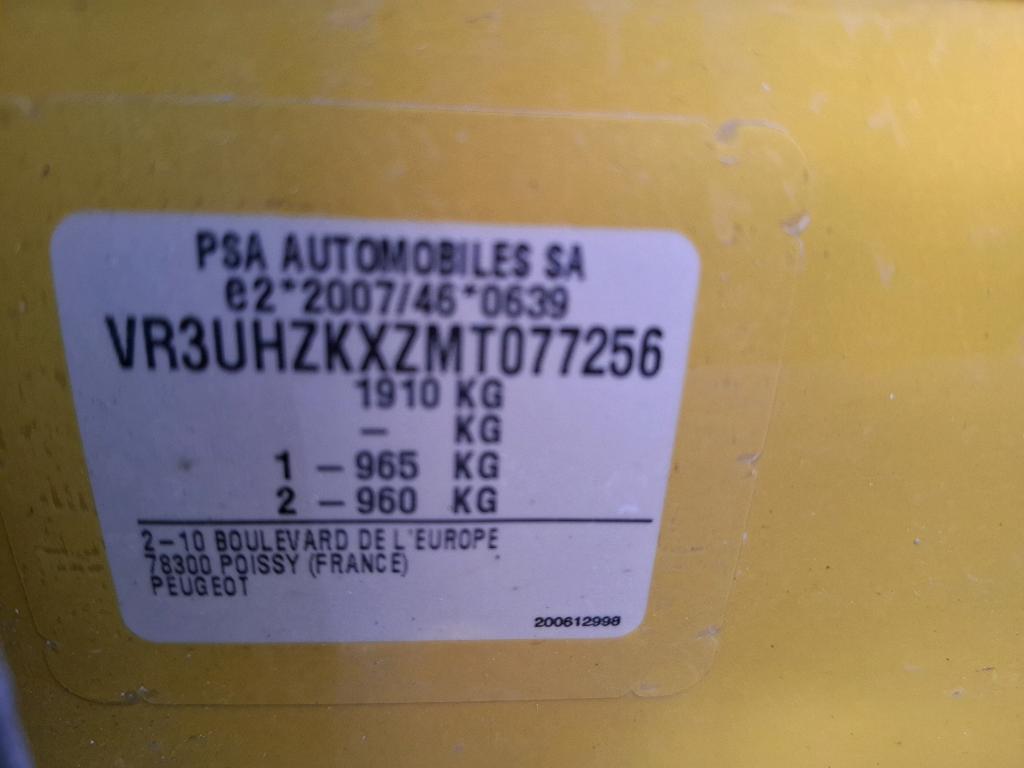 PSA AUTOMOBILES SA
e2*2007/46*0639
VR3UHZKXZMT077256
1910 KG
– KG
1 – 965 KG
2 – 960 KG
2–10 BOULEVARD DE L'EUROPE
78300 POISSY (FRANCE)
PEUGEOT
200612998